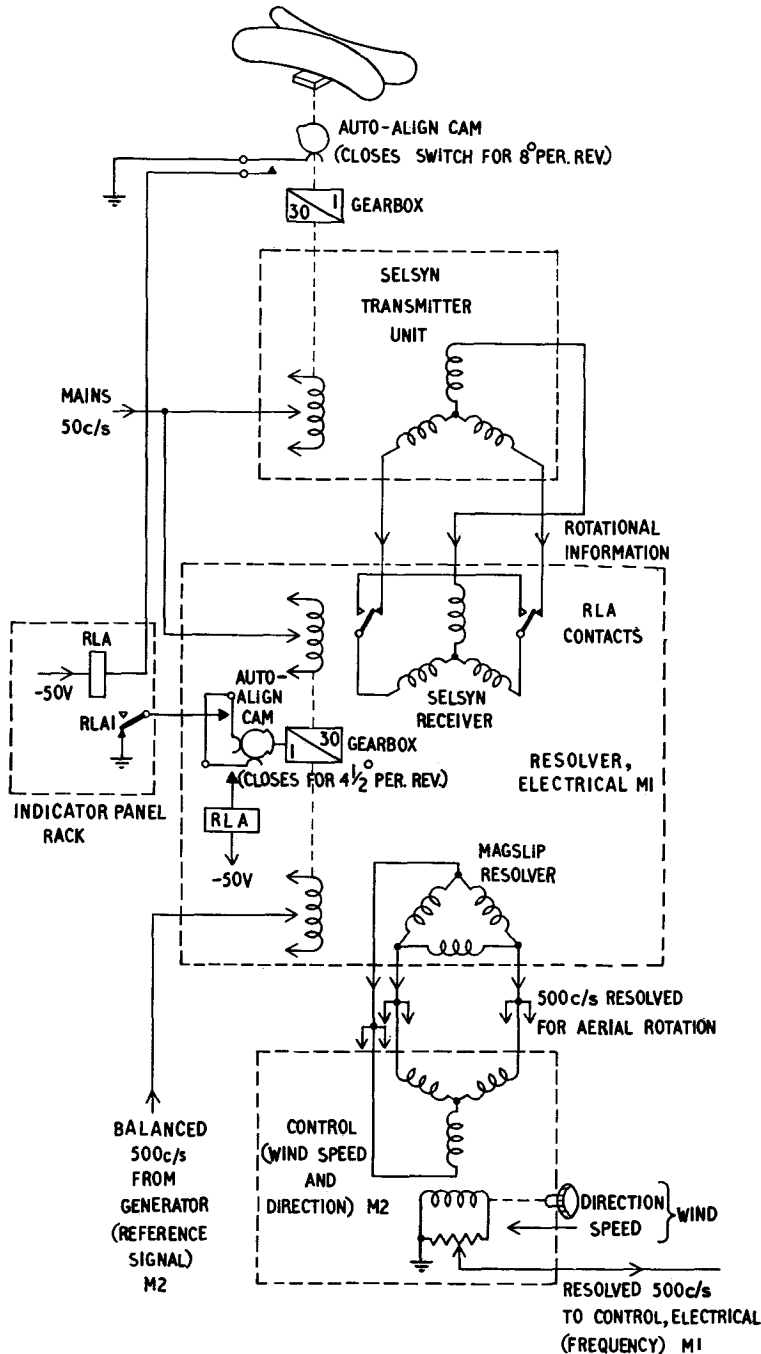 AUTO-ALIGN CAM
(CLOSES SWITCH FOR 8° PER. REV.)
30 1
GEARBOX
SELSYN
TRANSMITTER
UNIT
MAINS
50c/s
ROTATIONAL
INFORMATION
RLA
CONTACTS
RLA
-50V
RLA1
INDICATOR PANEL
RACK
AUTO-
ALIGN
CAM
1 30
GEARBOX
(CLOSES FOR 4½° PER. REV.)
SELSYN
RECEIVER
RESOLVER,
ELECTRICAL M1
RLA
-50V
MAGSLIP
RESOLVER
500c/s RESOLVED
FOR AERIAL ROTATION
BALANCED
500c/s
FROM
GENERATOR
(REFERENCE
SIGNAL)
M2
CONTROL
(WIND SPEED
AND
DIRECTION) M2
DIRECTION
SPEED
WIND
RESOLVED 500c/s
TO CONTROL, ELECTRICAL
(FREQUENCY) M1